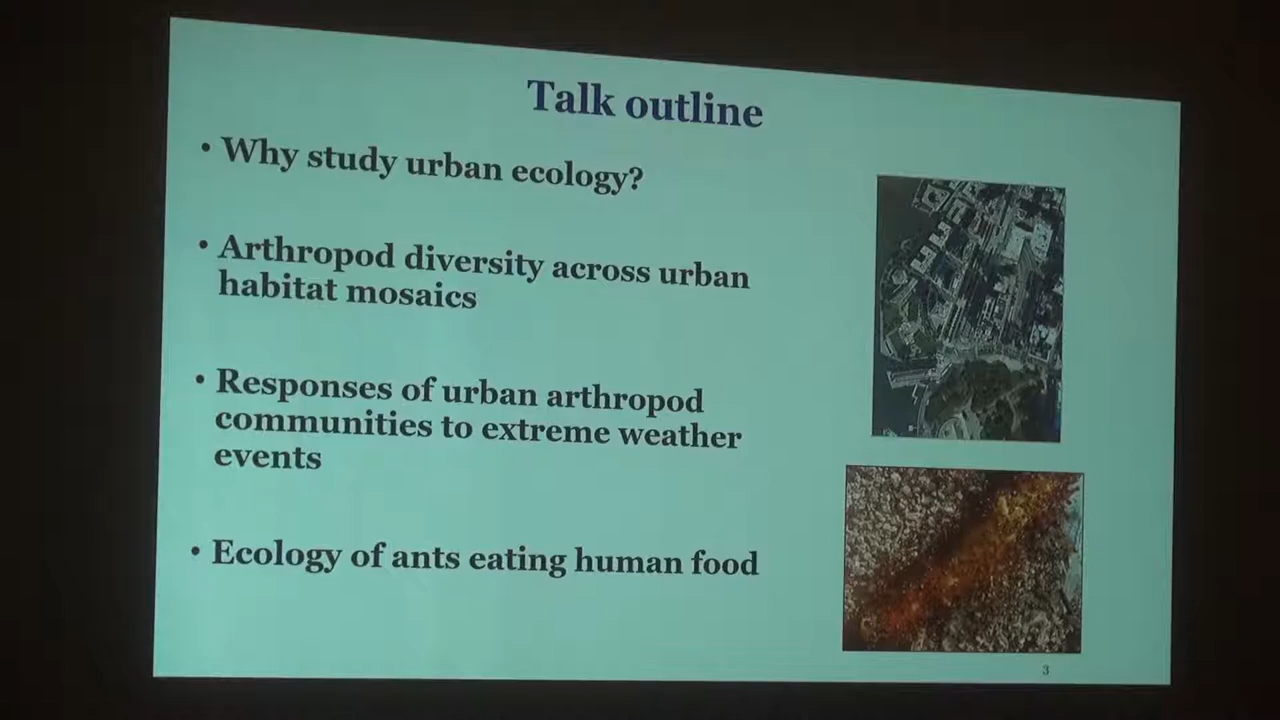 Talk outline
• Why study urban ecology?
• Arthropod diversity across urban
habitat mosaics
• Responses of urban arthropod
communities to extreme weather
events
• Ecology of ants eating human food
3